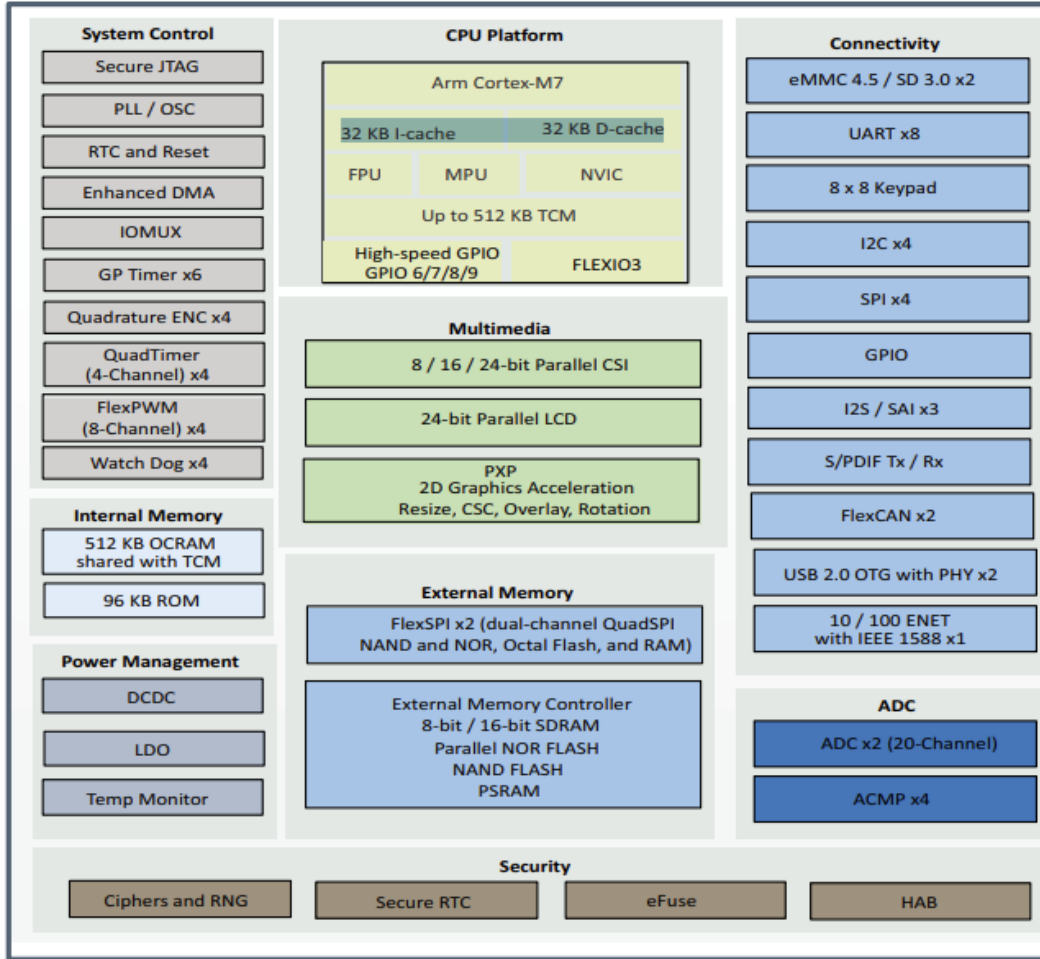 System Control
Secure JTAG
PLL / OSC
RTC and Reset
Enhanced DMA
IOMUX
GP Timer x6
Quadrature ENC x4
QuadTimer
(4-Channel) x4
FlexPWM
(8-Channel) x4
Watch Dog x4
Internal Memory
512 KB OCRAM
shared with TCM
96 KB ROM
Power Management
DCDC
LDO
Temp Monitor
CPU Platform
Arm Cortex-M7
32 KB I-cache
32 KB D-cache
FPU
MPU
NVIC
Up to 512 KB TCM
High-speed GPIO
GPIO 6/7/8/9
FLEXIO3
Multimedia
8 / 16 / 24-bit Parallel CSI
24-bit Parallel LCD
PXP
2D Graphics Acceleration
Resize, CSC, Overlay, Rotation
External Memory
FlexSPI x2 (dual-channel QuadSPI
NAND and NOR, Octal Flash, and RAM)
External Memory Controller
8-bit / 16-bit SDRAM
Parallel NOR FLASH
NAND FLASH
PSRAM
Connectivity
eMMC 4.5 / SD 3.0 x2
UART x8
8 x 8 Keypad
I2C x4
SPI x4
GPIO
I2S / SAI x3
S/PDIF Tx / Rx
FlexCAN x2
USB 2.0 OTG with PHY x2
10 / 100 ENET
with IEEE 1588 x1
ADC
ADC x2 (20-Channel)
ACMP x4
Security
Ciphers and RNG
Secure RTC
eFuse
HAB